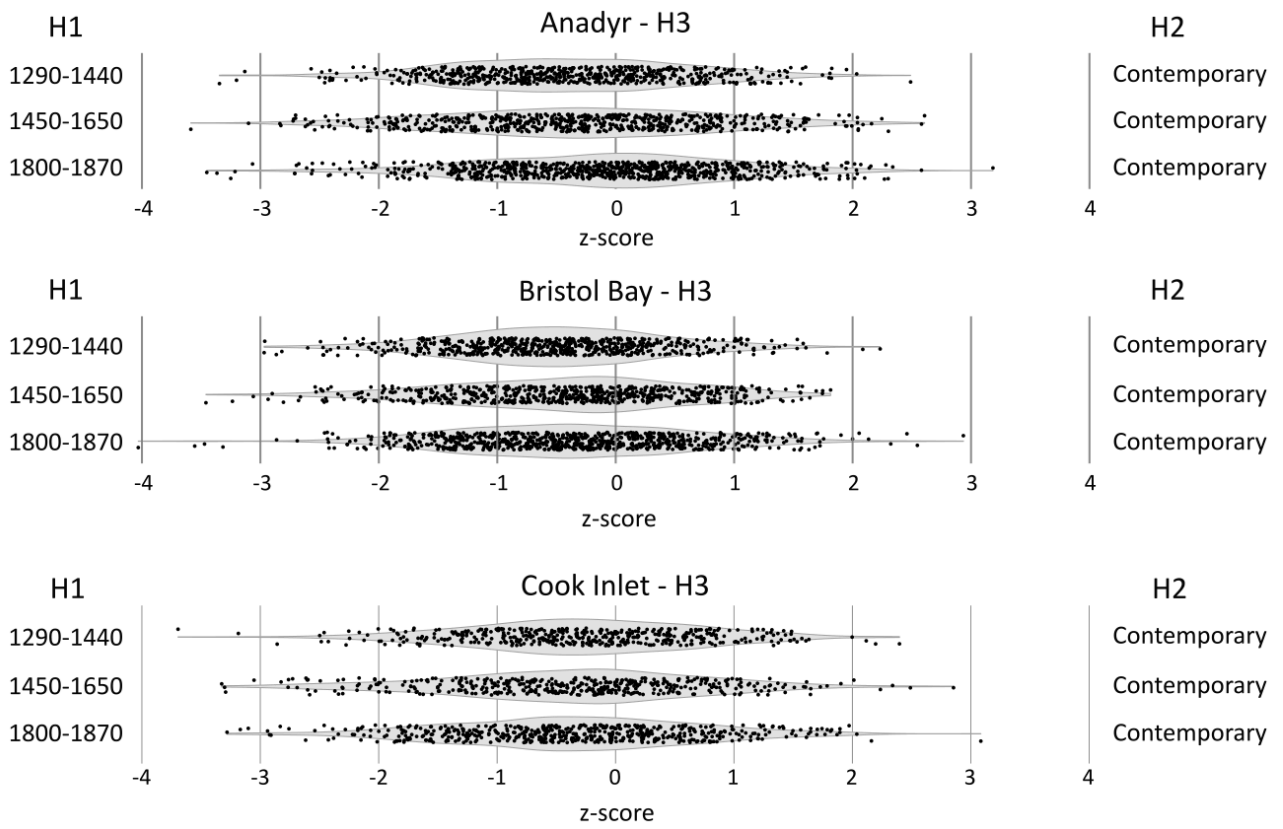 H1 Anadyr - H3 H2
1290-1440 Contemporary
1450-1650 Contemporary
1800-1870 Contemporary
-4 -3 -2 -1 0 1 2 3 4
z-score
H1 Bristol Bay - H3 H2
1290-1440 Contemporary
1450-1650 Contemporary
1800-1870 Contemporary
-4 -3 -2 -1 0 1 2 3 4
z-score
H1 Cook Inlet - H3 H2
1290-1440 Contemporary
1450-1650 Contemporary
1800-1870 Contemporary
-4 -3 -2 -1 0 1 2 3 4
z-score